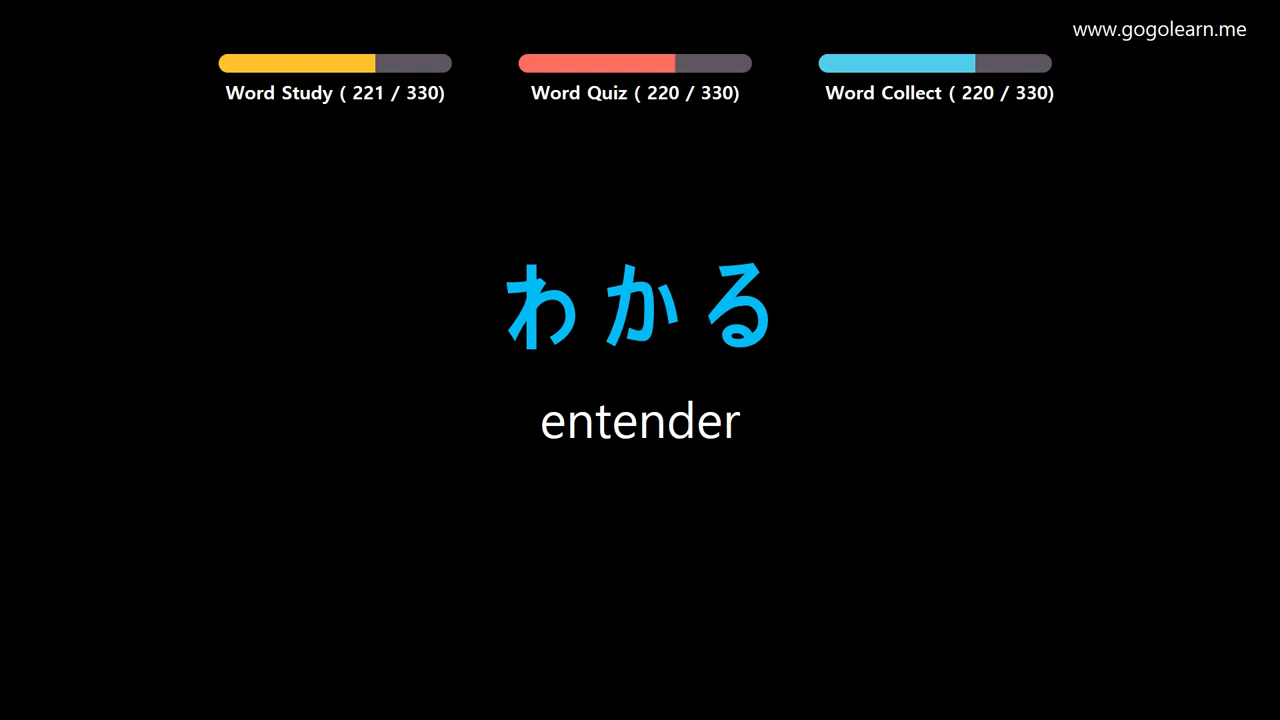 www.gogolearn.me
Word Study ( 221 / 330)
Word Quiz ( 220 / 330)
Word Collect ( 220 / 330)
わかる
entender